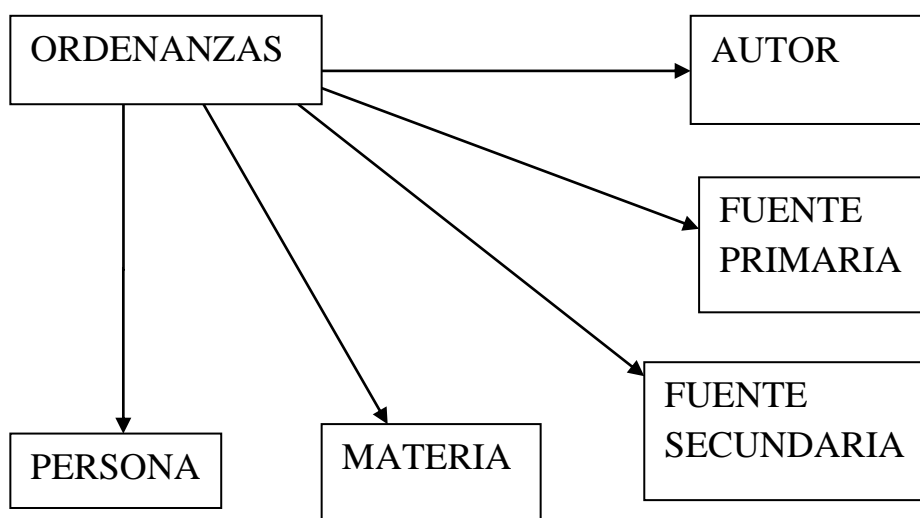 ORDENANZAS
AUTOR
FUENTE
PRIMARIA
FUENTE
SECUNDARIA
MATERIA
PERSONA